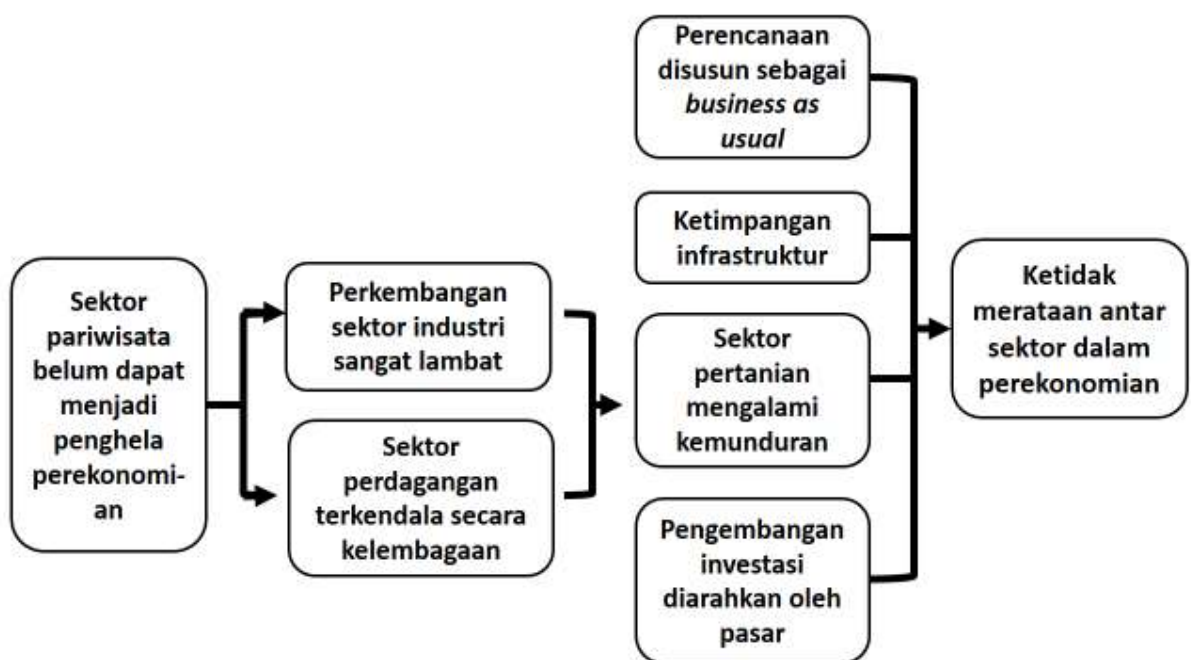 Sektor
pariwisata
belum dapat
menjadi
penghela
perekonomi-
an
Perkembangan
sektor industri
sangat lambat
Sektor
perdagangan
terkendala secara
kelembagaan
Perencanaan
disusun sebagai
business as
usual
Ketimpangan
infrastruktur
Sektor
pertanian
mengalami
kemunduran
Pengembangan
investasi
diarahkan oleh
pasar
Ketidak
merataan antar
sektor dalam
perekonomian